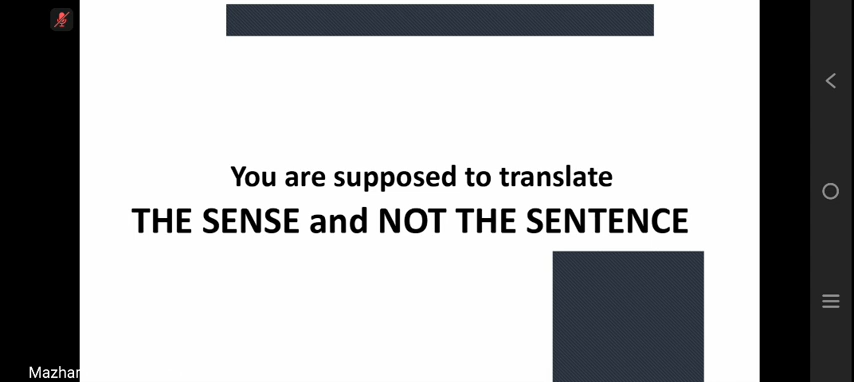 You are supposed to translate
THE SENSE and NOT THE SENTENCE
Mazhar